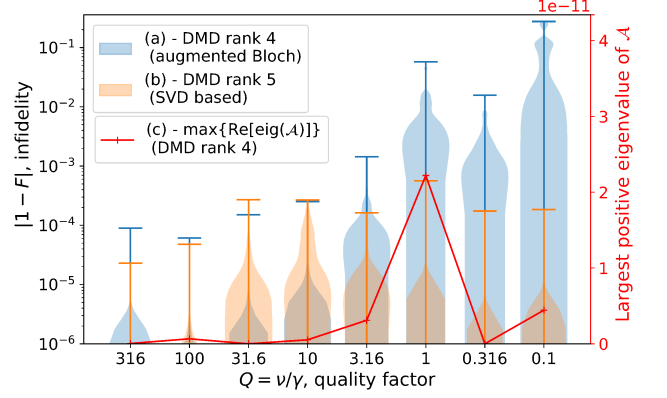 1e−11
(a) - DMD rank 4
(augmented Bloch)
(b) - DMD rank 5
(SVD based)
(c) - max{Re[eig(𝒜)]}
(DMD rank 4)
|1 − F|, infidelity
10⁻¹
10⁻²
10⁻³
10⁻⁴
10⁻⁵
10⁻⁶
316 100 31.6 10 3.16 1 0.316 0.1
Q = ν/γ, quality factor
4
3
2
1
0
Largest positive eigenvalue of 𝒜